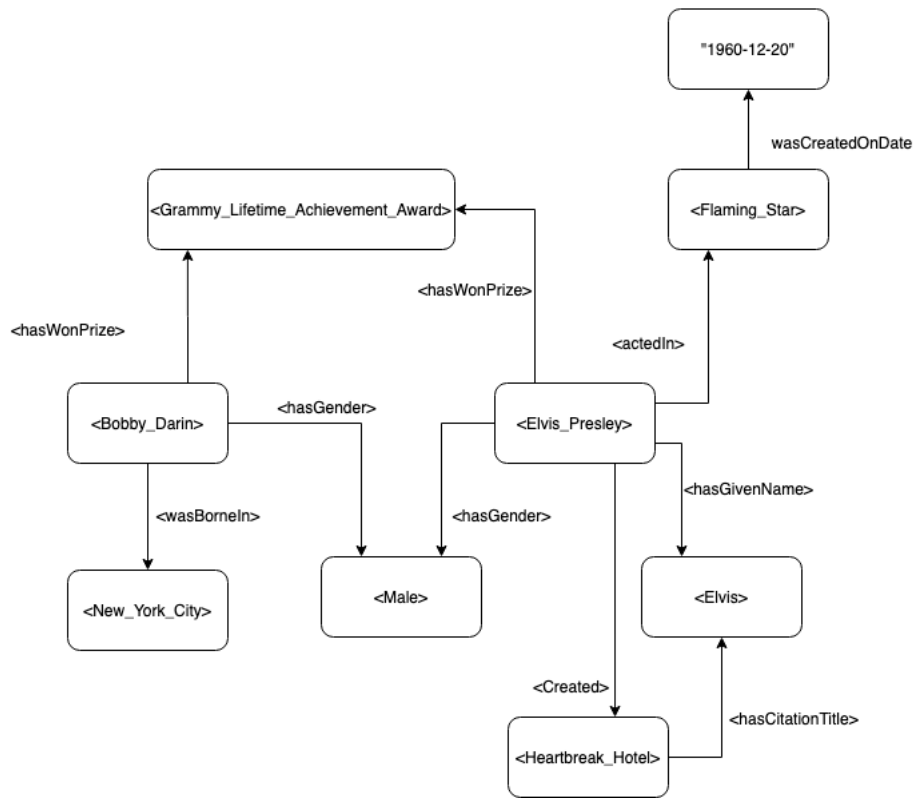 "1960-12-20"
wasCreatedOnDate
<Grammy_Lifetime_Achievement_Award>
<Flaming_Star>
<hasWonPrize>
<hasWonPrize>
<actedIn>
<hasGender>
<Bobby_Darin>
<Elvis_Presley>
<hasGivenName>
<wasBorneIn>
<hasGender>
<New_York_City>
<Male>
<Elvis>
<Created>
<hasCitationTitle>
<Heartbreak_Hotel>